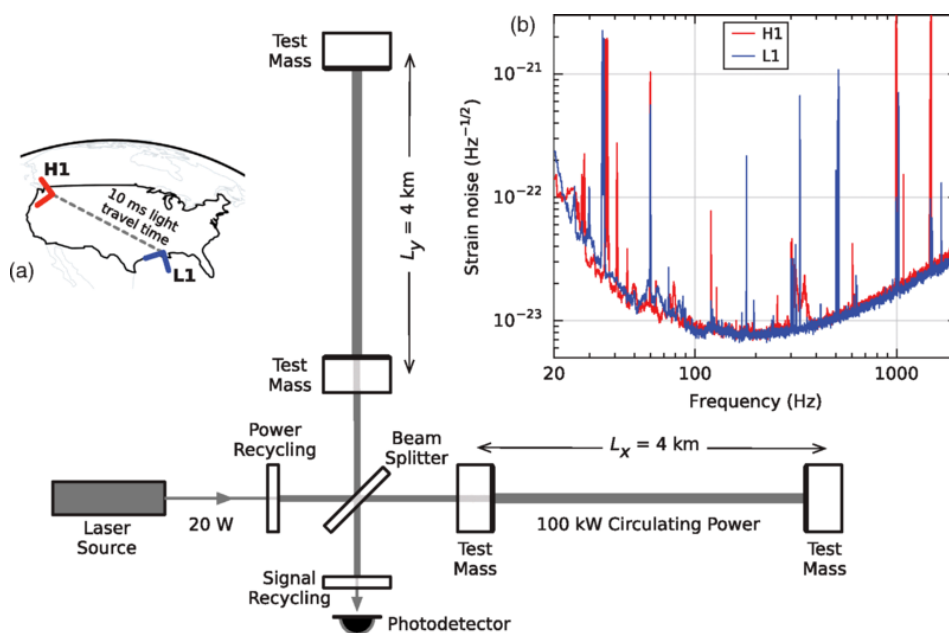 (a)
H1
10 ms light
travel time
L1
Test
Mass
L_y = 4 km
Test
Mass
Power
Recycling
Beam
Splitter
L_x = 4 km
Laser
Source
20 W
100 kW Circulating Power
Test
Mass
Test
Mass
Signal
Recycling
Photodetector
(b)
H1
L1
Strain noise (Hz^{-1/2})
10^{-21}
10^{-22}
10^{-23}
20
100
1000
Frequency (Hz)